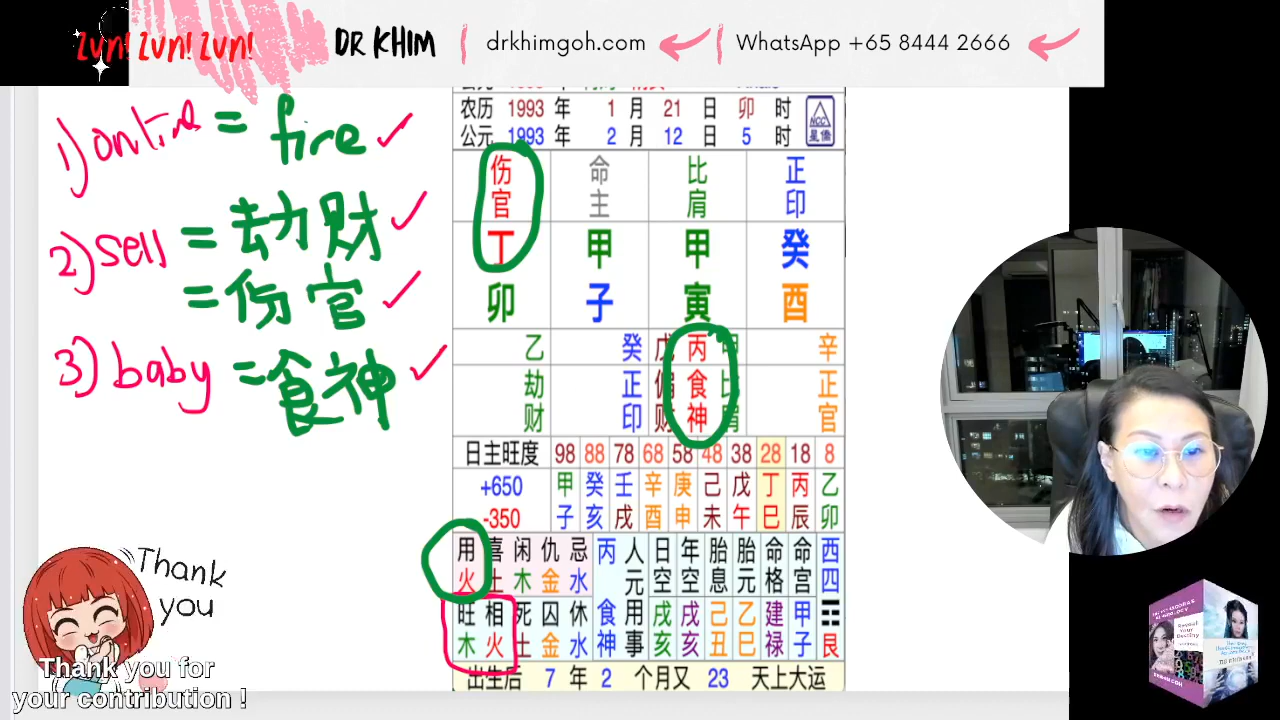 Zun! Zun! Zun! DR KHIM | drkhimgoh.com | WhatsApp +65 8444 2666
1) online = fire ✓
2) sell = 劫财 ✓
= 伤官 ✓
3) baby = 食神 ✓
农历 1993 年 1 月 21 日 卯 时
公元 1993 年 2 月 12 日 5 时
NCC
星侨
伤官 命主 比肩 正印
丁 甲 甲 癸
卯 子 寅 酉
乙 癸 戊 丙 甲 辛
劫财 正印 偏财 食神 比肩 正官
日主旺度 98 88 78 68 58 48 38 28 18 8
+650 甲 癸 壬 辛 庚 己 戊 丁 丙 乙
-350 子 亥 戌 酉 申 未 午 巳 辰 卯
用 喜 闲 仇 忌 丙 人 日 年 胎 胎 命 命 西
火 土 木 金 水 元 空 空 息 元 格 宫 四
旺 相 死 囚 休 食 用 戌 戌 己 乙 建 甲 ☶
木 火 土 金 水 神 事 亥 亥 丑 巳 禄 子 艮
出生后 7 年 2 个月又 23 天上大运
Thank you
Thank you for
your contribution !